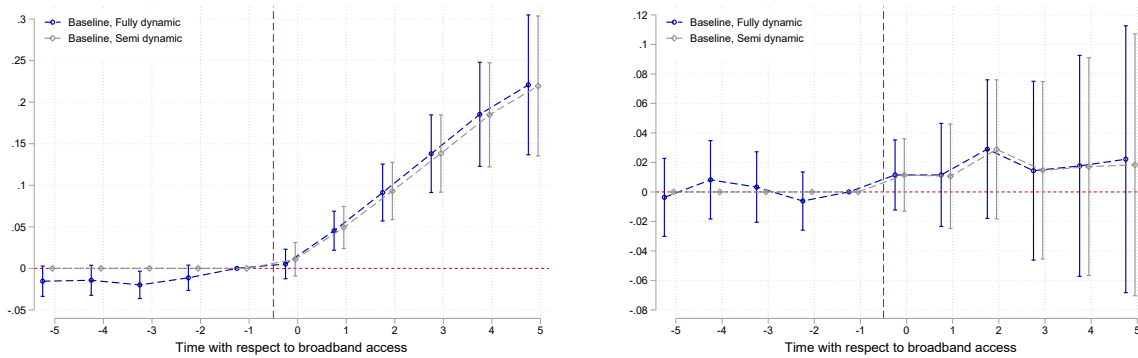 Baseline, Fully dynamic
Baseline, Semi dynamic
.3
.25
.2
.15
.1
.05
0
-.05
-5 -4 -3 -2 -1 0 1 2 3 4 5
Time with respect to broadband access
Baseline, Fully dynamic
Baseline, Semi dynamic
.12
.1
.08
.06
.04
.02
0
-.02
-.04
-.06
-.08
-5 -4 -3 -2 -1 0 1 2 3 4 5
Time with respect to broadband access